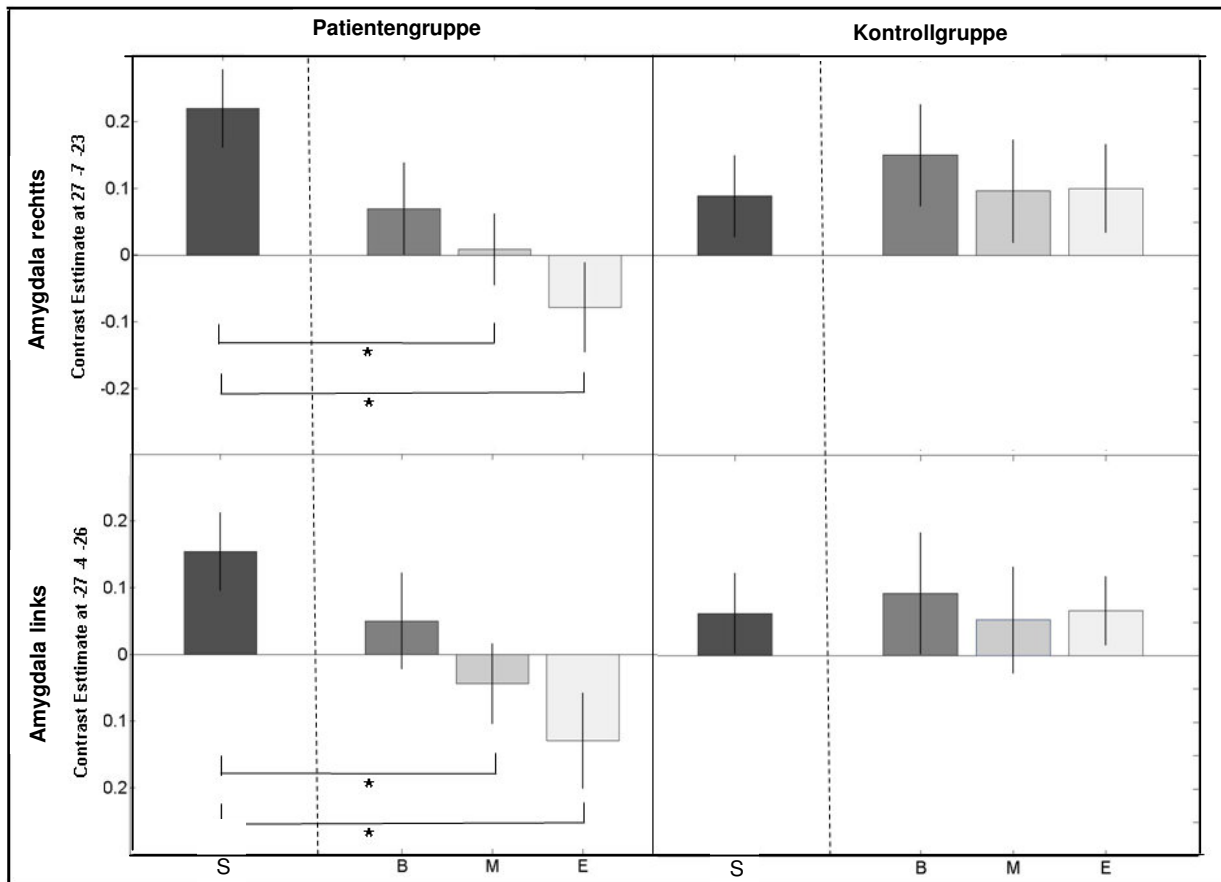 Patientengruppe
Kontrollgruppe
Amygdala rechtts
Contrast Esttimate at 27 -7 -23
0.2
0.1
0
-0.1
-0.2
*
*
Amygdala links
Contrast Esttimate at -27 -4 -26
0.2
0.1
0
0.1
0.2
*
*
S B M E S B M E